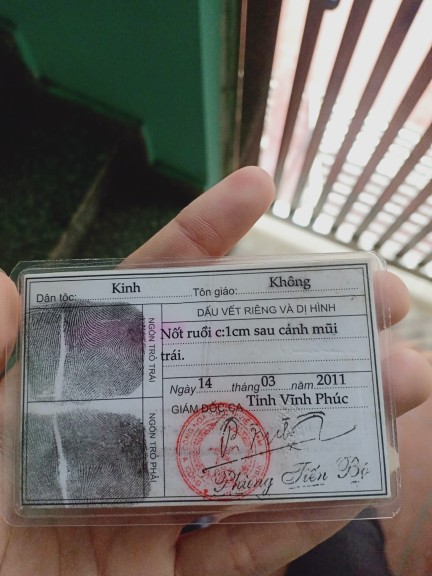 Dân tộc: Kinh Tôn giáo: Không
NGÓN TRỎ TRÁI
NGÓN TRỎ PHẢI
DẤU VẾT RIÊNG VÀ DỊ HÌNH
Nốt ruồi c:1cm sau cánh mũi
trái.
Ngày 14 tháng 03 năm 2011
GIÁM ĐỐC CA Tỉnh Vĩnh Phúc
Phùng Tiến Bộ